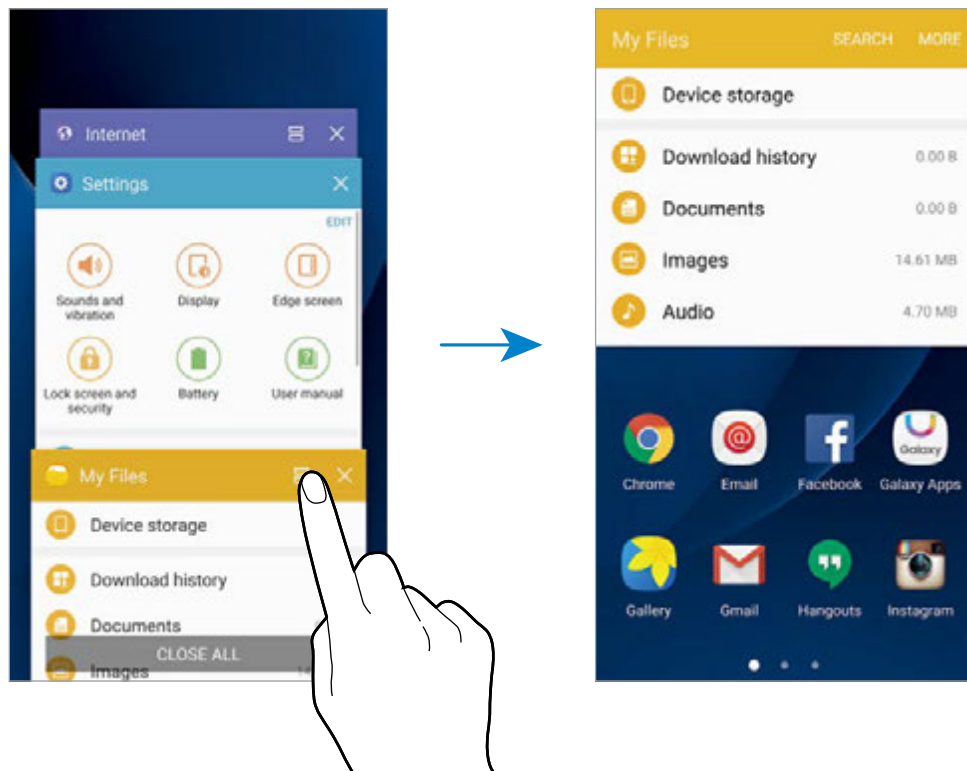 Internet
Settings
EDIT
Sounds and
vibration
Display
Edge screen
Lock screen and
security
Battery
User manual
My Files
Device storage
Download history
Documents
CLOSE ALL
Images
My Files
SEARCH
MORE
Device storage
Download history
0.00 B
Documents
0.00 B
Images
14.61 MB
Audio
4.70 MB
Galaxy
Chrome
Email
Facebook
Galaxy Apps
Gallery
Gmail
Hangouts
Instagram